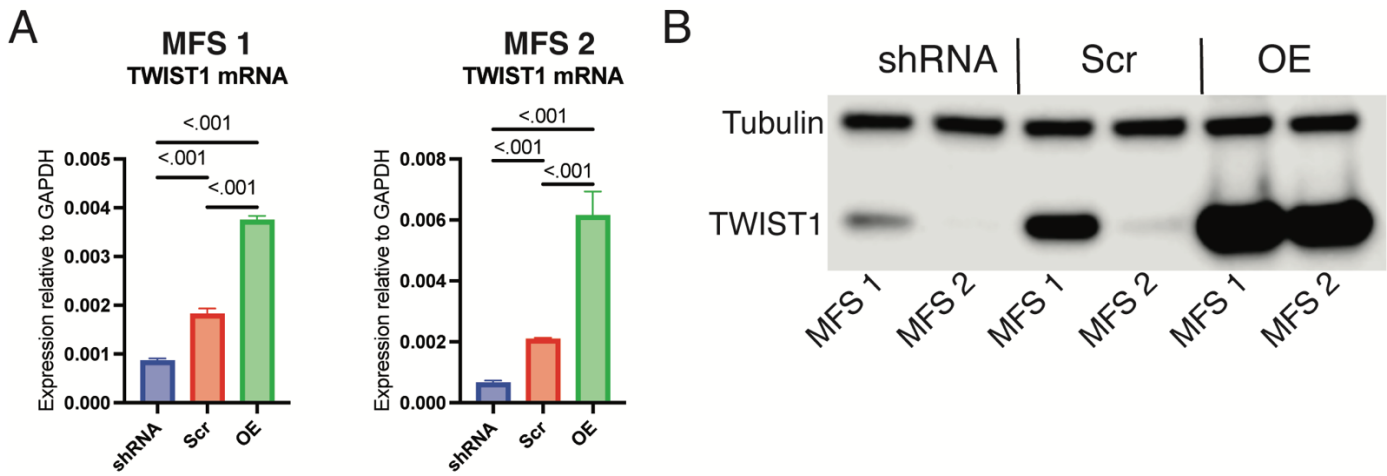 A
MFS 1
TWIST1 mRNA
<.001
<.001
<.001
Expression relative to GAPDH
0.005
0.004
0.003
0.002
0.001
0.000
shRNA
Scr
OE
MFS 2
TWIST1 mRNA
<.001
<.001
<.001
Expression relative to GAPDH
0.008
0.006
0.004
0.002
0.000
shRNA
Scr
OE
B
shRNA Scr OE
Tubulin
TWIST1
MFS 1 MFS 2 MFS 1 MFS 2 MFS 1 MFS 2